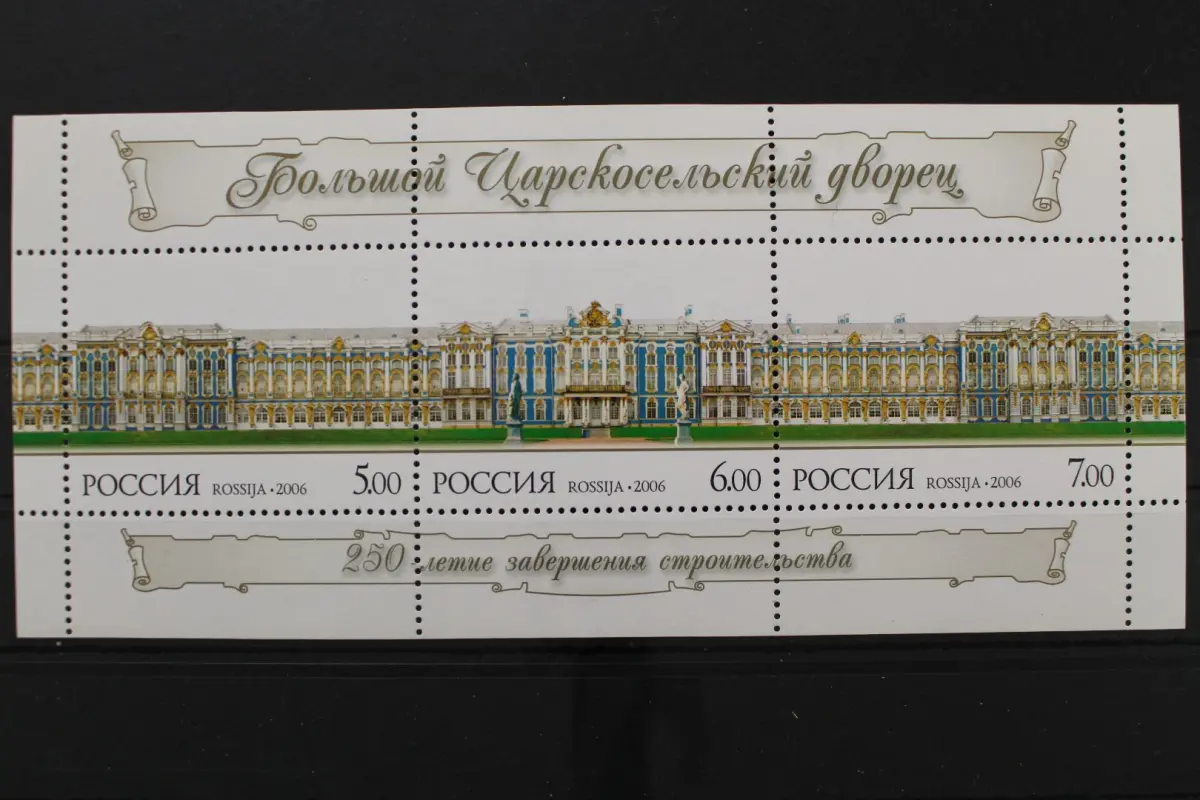 Большой Царскосельский дворец
РОССИЯ ROSSIJA • 2006 5.00
РОССИЯ ROSSIJA • 2006 6.00
РОССИЯ ROSSIJA • 2006 7.00
250-летие завершения строительства